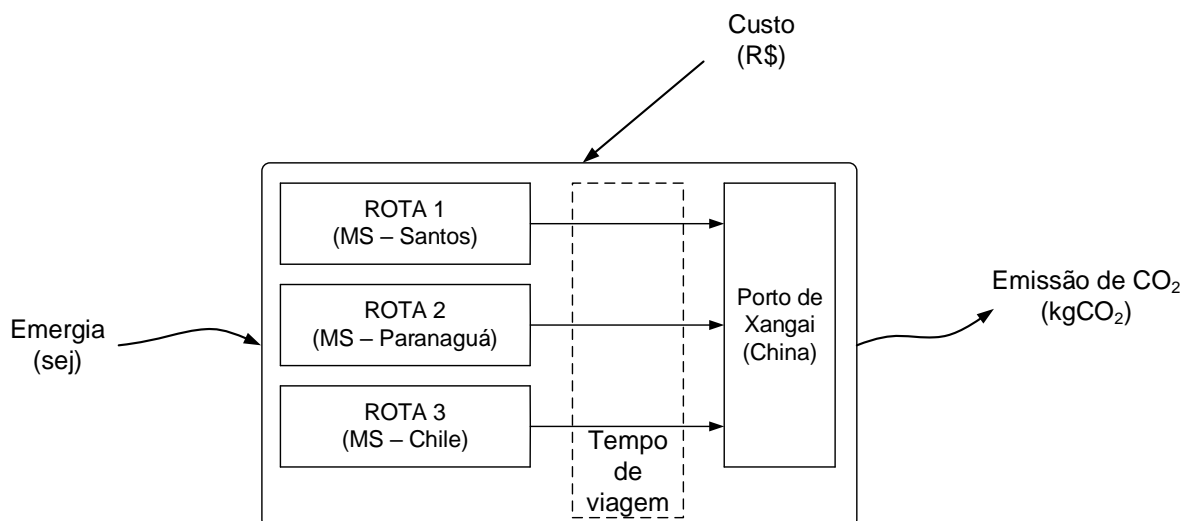 Custo
(R$)
ROTA 1
(MS – Santos)
ROTA 2
(MS – Paranaguá)
ROTA 3
(MS – Chile)
Tempo
de
viagem
Porto de
Xangai
(China)
Emergia
(sej)
Emissão de CO₂
(kgCO₂)